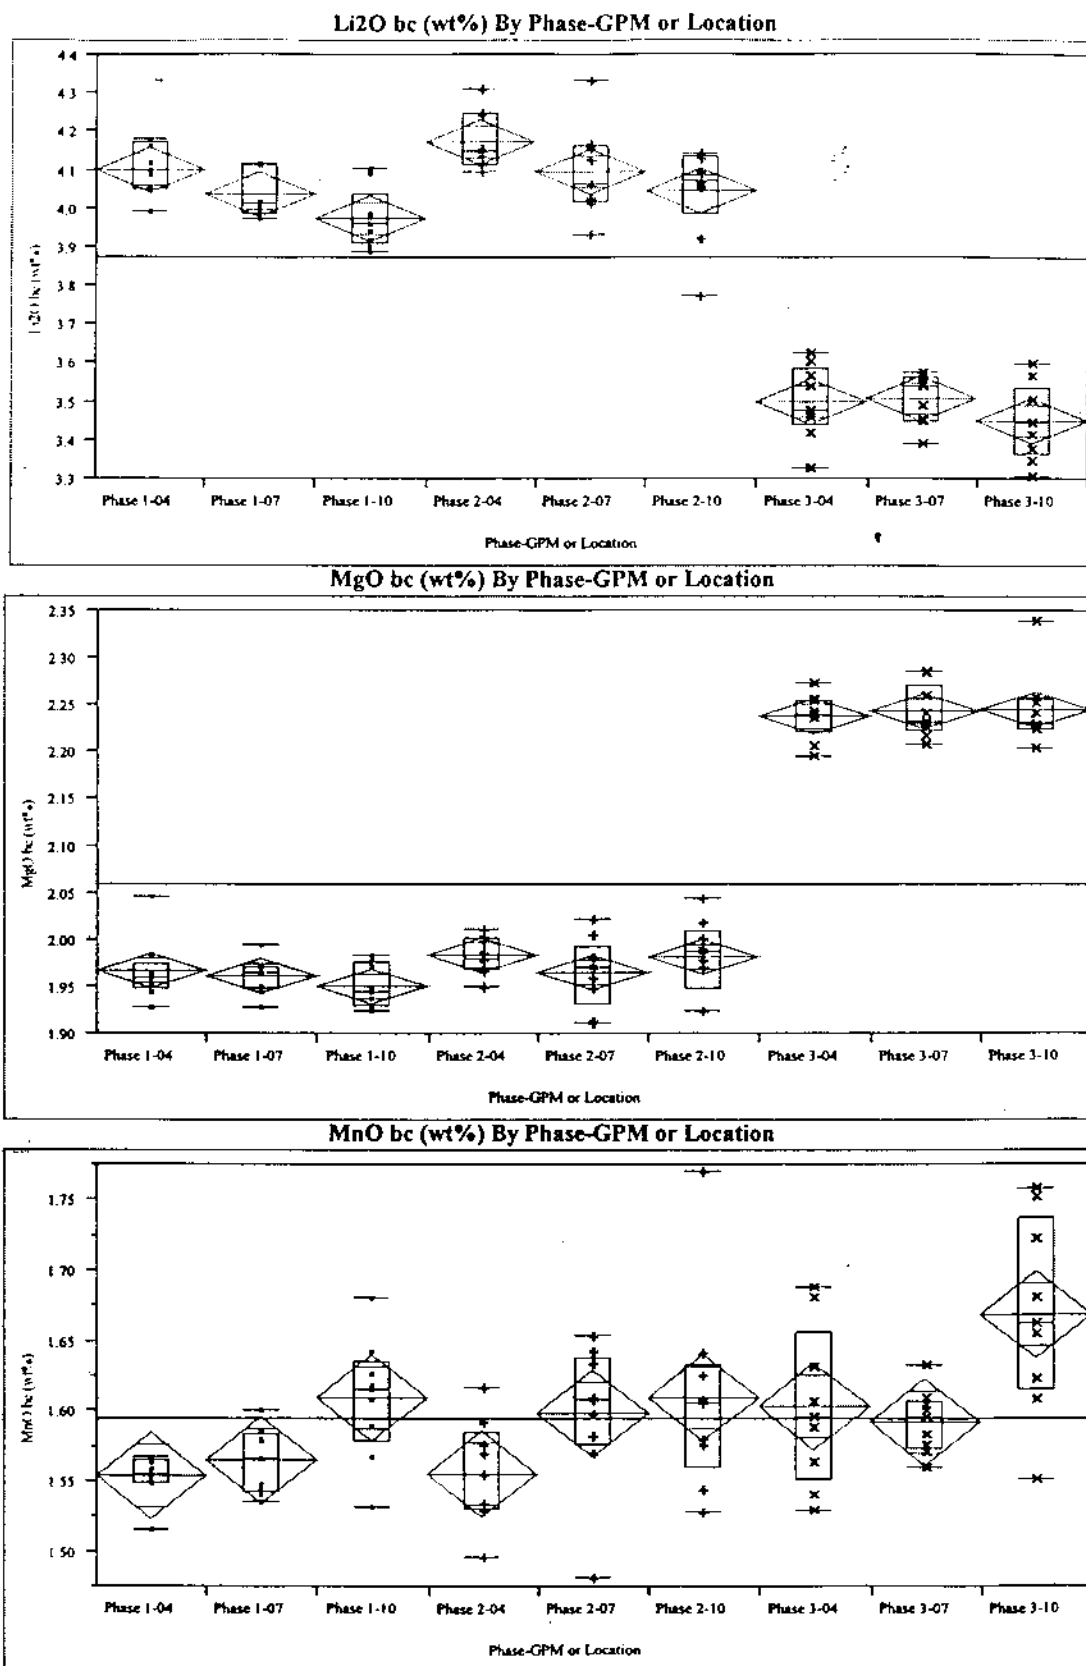 Li2O bc (wt%) By Phase-GPM or Location
4.4
4.3
4.2
4.1
4.0
3.9
3.8
3.7
3.6
3.5
3.4
3.3
Li2O bc (wt%)
Phase 1-04 Phase 1-07 Phase 1-10 Phase 2-04 Phase 2-07 Phase 2-10 Phase 3-04 Phase 3-07 Phase 3-10
Phase-GPM or Location
MgO bc (wt%) By Phase-GPM or Location
2.35
2.30
2.25
2.20
2.15
2.10
2.05
2.00
1.95
1.90
MgO bc (wt%)
Phase 1-04 Phase 1-07 Phase 1-10 Phase 2-04 Phase 2-07 Phase 2-10 Phase 3-04 Phase 3-07 Phase 3-10
Phase-GPM or Location
MnO bc (wt%) By Phase-GPM or Location
1.75
1.70
1.65
1.60
1.55
1.50
MnO bc (wt%)
Phase 1-04 Phase 1-07 Phase 1-10 Phase 2-04 Phase 2-07 Phase 2-10 Phase 3-04 Phase 3-07 Phase 3-10
Phase-GPM or Location